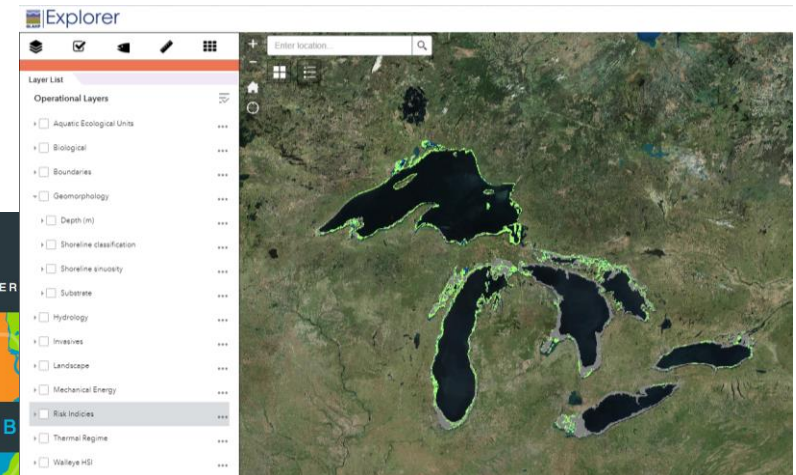 Explorer
Enter location...
Layer List
Operational Layers
Aquatic Ecological Units
Biological
Boundaries
Geomorphology
Depth (m)
Shoreline classification
Shoreline sinuosity
Substrate
Hydrology
Invasives
Landscape
Mechanical Energy
Risk Indicies
Thermal Regime
Walleye HSI
ER
B